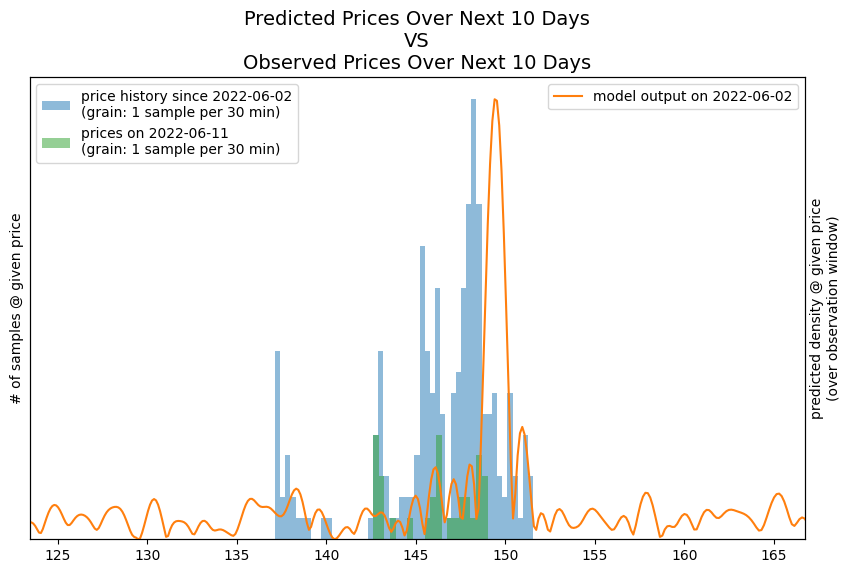 Predicted Prices Over Next 10 Days
VS
Observed Prices Over Next 10 Days
price history since 2022-06-02
(grain: 1 sample per 30 min)
prices on 2022-06-11
(grain: 1 sample per 30 min)
model output on 2022-06-02
# of samples @ given price
predicted density @ given price
(over observation window)
125 130 135 140 145 150 155 160 165